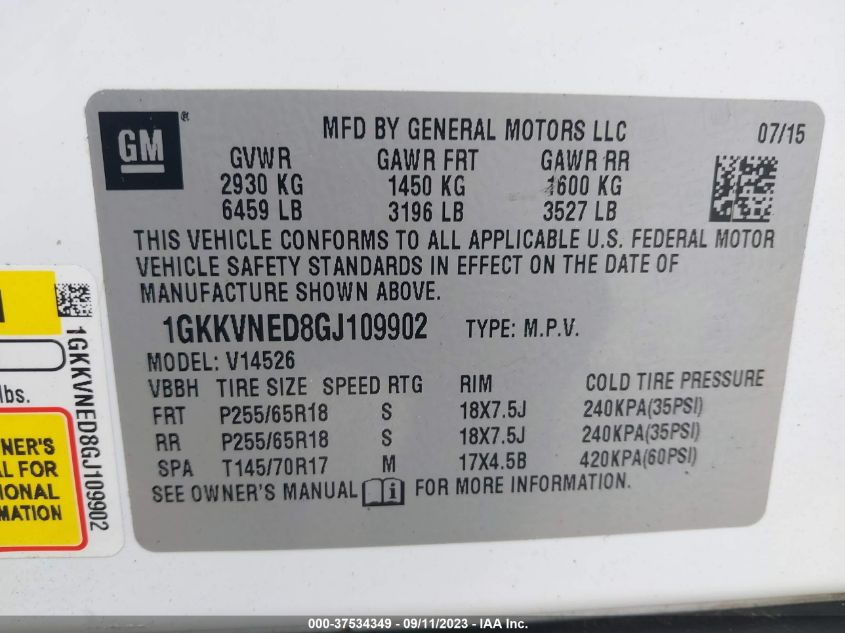 GM®
MFD BY GENERAL MOTORS LLC 07/15
GVWR GAWR FRT GAWR RR
2930 KG 1450 KG 1600 KG
6459 LB 3196 LB 3527 LB
THIS VEHICLE CONFORMS TO ALL APPLICABLE U.S. FEDERAL MOTOR
VEHICLE SAFETY STANDARDS IN EFFECT ON THE DATE OF
MANUFACTURE SHOWN ABOVE.
1GKKVNED8GJ109902 TYPE: M.P.V.
MODEL: V14526
VBBH TIRE SIZE SPEED RTG RIM COLD TIRE PRESSURE
FRT P255/65R18 S 18X7.5J 240KPA(35PSI)
RR P255/65R18 S 18X7.5J 240KPA(35PSI)
SPA T145/70R17 M 17X4.5B 420KPA(60PSI)
SEE OWNER'S MANUAL i FOR MORE INFORMATION.
lbs.
NER'S
AL FOR
IONAL
MATION
1GKKVNED8GJ109902
000-37534349 - 09/11/2023 - IAA Inc.